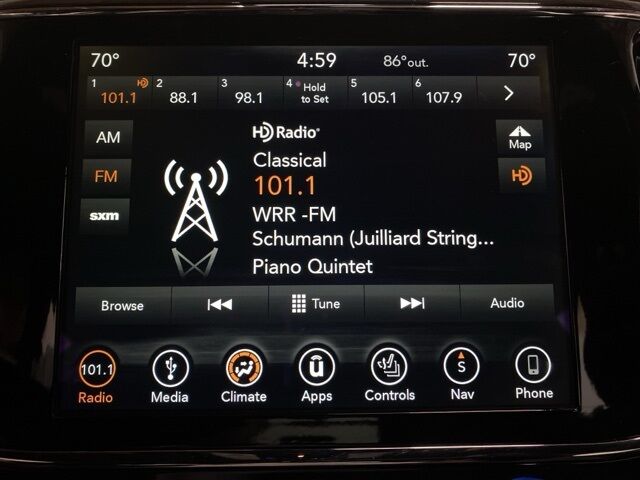 70° 4:59 86°out. 70°
1 HD 2 3 4 Hold 5 6
101.1 88.1 98.1 to Set 105.1 107.9
AM HD Radio® Map
Classical
FM 101.1 HD
sxm WRR -FM
Schumann (Juilliard String...
Piano Quintet
Browse Tune Audio
101.1 u S
Radio Media Climate Apps Controls Nav Phone